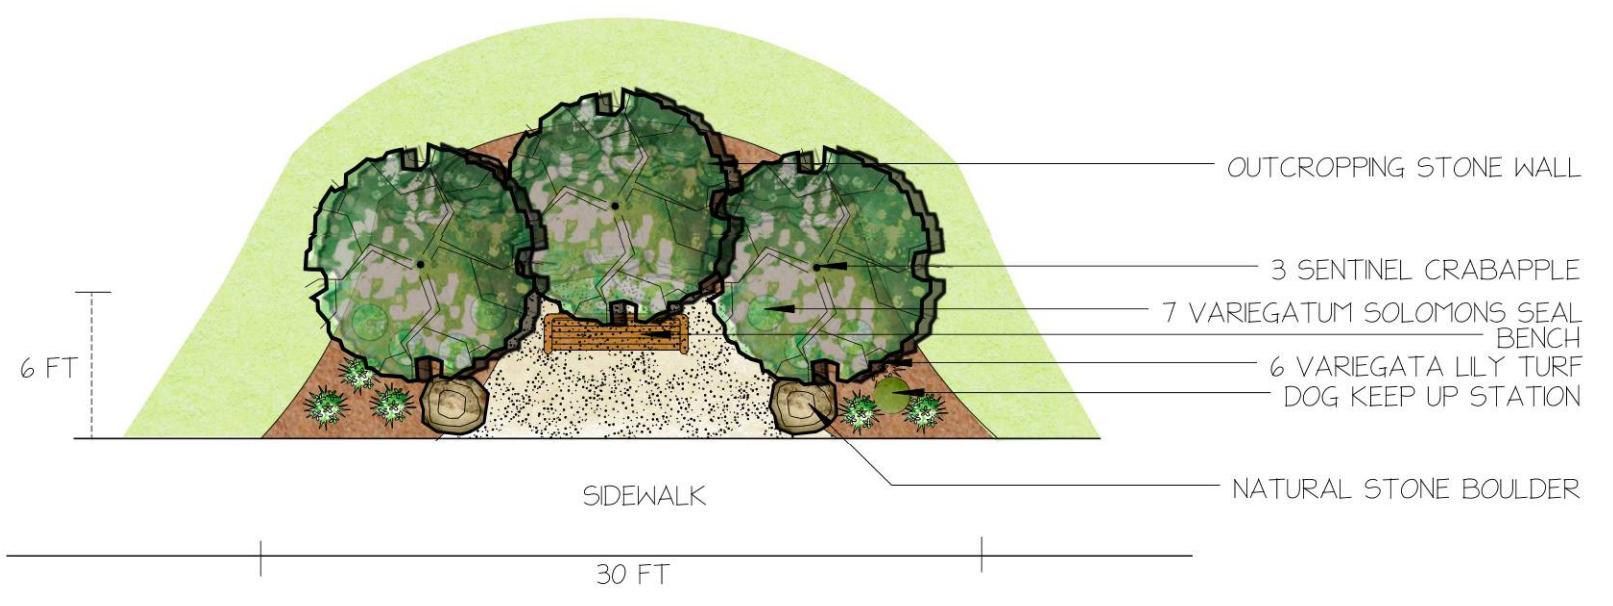 OUTCROPPING STONE WALL
3 SENTINEL CRABAPPLE
7 VARIEGATUM SOLOMONS SEAL
BENCH
6 VARIEGATA LILY TURF
6 FT
DOG KEEP UP STATION
NATURAL STONE BOULDER
SIDEWALK
30 FT